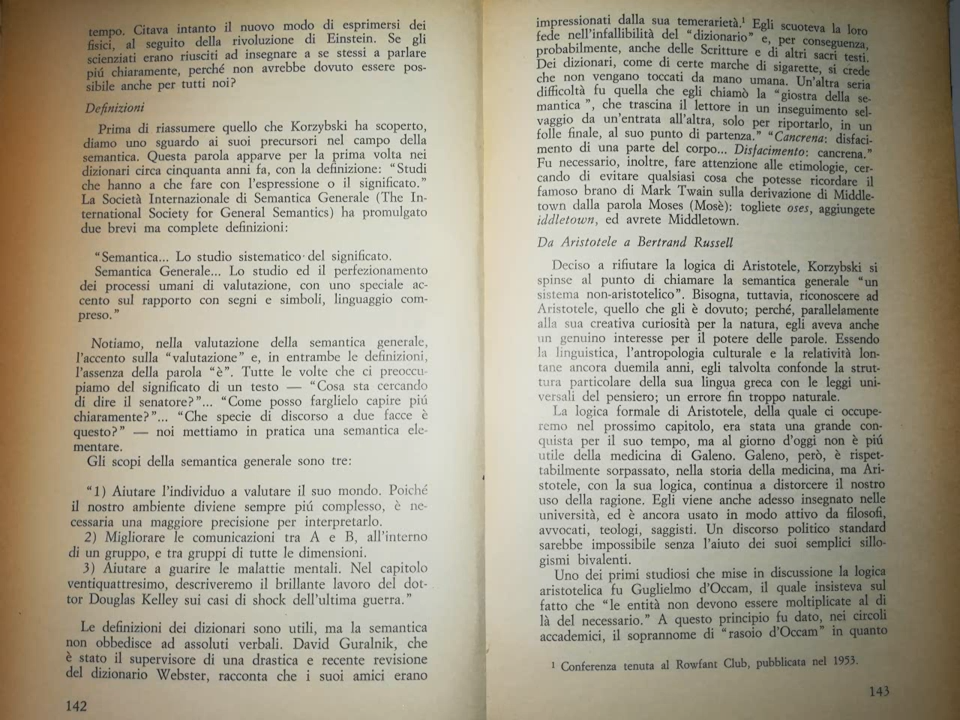 tempo. Citava intanto il nuovo modo di esprimersi dei
fisici, al seguito della rivoluzione di Einstein. Se gli
scienziati erano riusciti ad insegnare a se stessi a parlare
piú chiaramente, perché non avrebbe dovuto essere pos-
sibile anche per tutti noi?
Definizioni
Prima di riassumere quello che Korzybski ha scoperto,
diamo uno sguardo ai suoi precursori nel campo della
semantica. Questa parola apparve per la prima volta nei
dizionari circa cinquanta anni fa, con la definizione: “Studi
che hanno a che fare con l'espressione o il significato.”
La Società Internazionale di Semantica Generale (The In-
ternational Society for General Semantics) ha promulgato
due brevi ma complete definizioni:
“Semantica... Lo studio sistematico del significato.
Semantica Generale... Lo studio ed il perfezionamento
dei processi umani di valutazione, con uno speciale ac-
cento sul rapporto con segni e simboli, linguaggio com-
preso.”
Notiamo, nella valutazione della semantica generale,
l'accento sulla “valutazione” e, in entrambe le definizioni,
l'assenza della parola “è”. Tutte le volte che ci preoccu-
piamo del significato di un testo — “Cosa sta cercando
di dire il senatore?”... “Come posso farglielo capire piú
chiaramente?”... “Che specie di discorso a due facce è
questo?” — noi mettiamo in pratica una semantica ele-
mentare.
Gli scopi della semantica generale sono tre:
“1) Aiutare l'individuo a valutare il suo mondo. Poiché
il nostro ambiente diviene sempre piú complesso, è ne-
cessaria una maggiore precisione per interpretarlo.
2) Migliorare le comunicazioni tra A e B, all'interno
di un gruppo, e tra gruppi di tutte le dimensioni.
3) Aiutare a guarire le malattie mentali. Nel capitolo
ventiquattresimo, descriveremo il brillante lavoro del dot-
tor Douglas Kelley sui casi di shock dell'ultima guerra.”
Le definizioni dei dizionari sono utili, ma la semantica
non obbedisce ad assoluti verbali. David Guralnik, che
è stato il supervisore di una drastica e recente revisione
del dizionario Webster, racconta che i suoi amici erano
142
impressionati dalla sua temerarietà.¹ Egli scuoteva la loro
fede nell'infallibilità del “dizionario” e, per conseguenza,
probabilmente, anche delle Scritture e di altri sacri testi.
Dei dizionari, come di certe marche di sigarette, si crede
che non vengano toccati da mano umana. Un'altra seria
difficoltà fu quella che egli chiamò la “giostra della se-
mantica”, che trascina il lettore in un inseguimento sel-
vaggio da un'entrata all'altra, solo per riportarlo, in un
folle finale, al suo punto di partenza.” “Cancrena: disfaci-
mento di una parte del corpo... Disfacimento: cancrena.”
Fu necessario, inoltre, fare attenzione alle etimologie, cer-
cando di evitare qualsiasi cosa che potesse ricordare il
famoso brano di Mark Twain sulla derivazione di Middle-
town dalla parola Moses (Mosè): togliete oses, aggiungete
iddletown, ed avrete Middletown.
Da Aristotele a Bertrand Russell
Deciso a rifiutare la logica di Aristotele, Korzybski si
spinse al punto di chiamare la semantica generale “un
sistema non-aristotelico”. Bisogna, tuttavia, riconoscere ad
Aristotele, quello che gli è dovuto; perché, parallelamente
alla sua creativa curiosità per la natura, egli aveva anche
un genuino interesse per il potere delle parole. Essendo
la linguistica, l'antropologia culturale e la relatività lon-
tane ancora duemila anni, egli talvolta confonde la strut-
tura particolare della sua lingua greca con le leggi uni-
versali del pensiero; un errore fin troppo naturale.
La logica formale di Aristotele, della quale ci occupe-
remo nel prossimo capitolo, era stata una grande con-
quista per il suo tempo, ma al giorno d'oggi non è piú
utile della medicina di Galeno. Galeno, però, è rispet-
tabilmente sorpassato, nella storia della medicina, ma Ari-
stotele, con la sua logica, continua a distorcere il nostro
uso della ragione. Egli viene anche adesso insegnato nelle
università, ed è ancora usato in modo attivo da filosofi,
avvocati, teologi, saggisti. Un discorso politico standard
sarebbe impossibile senza l'aiuto dei suoi semplici sillo-
gismi bivalenti.
Uno dei primi studiosi che mise in discussione la logica
aristotelica fu Guglielmo d'Occam, il quale insisteva sul
fatto che “le entità non devono essere moltiplicate al di
là del necessario.” A questo principio fu dato, nei circoli
accademici, il soprannome di “rasoio d'Occam” in quanto
¹ Conferenza tenuta al Rowfant Club, pubblicata nel 1953.
143